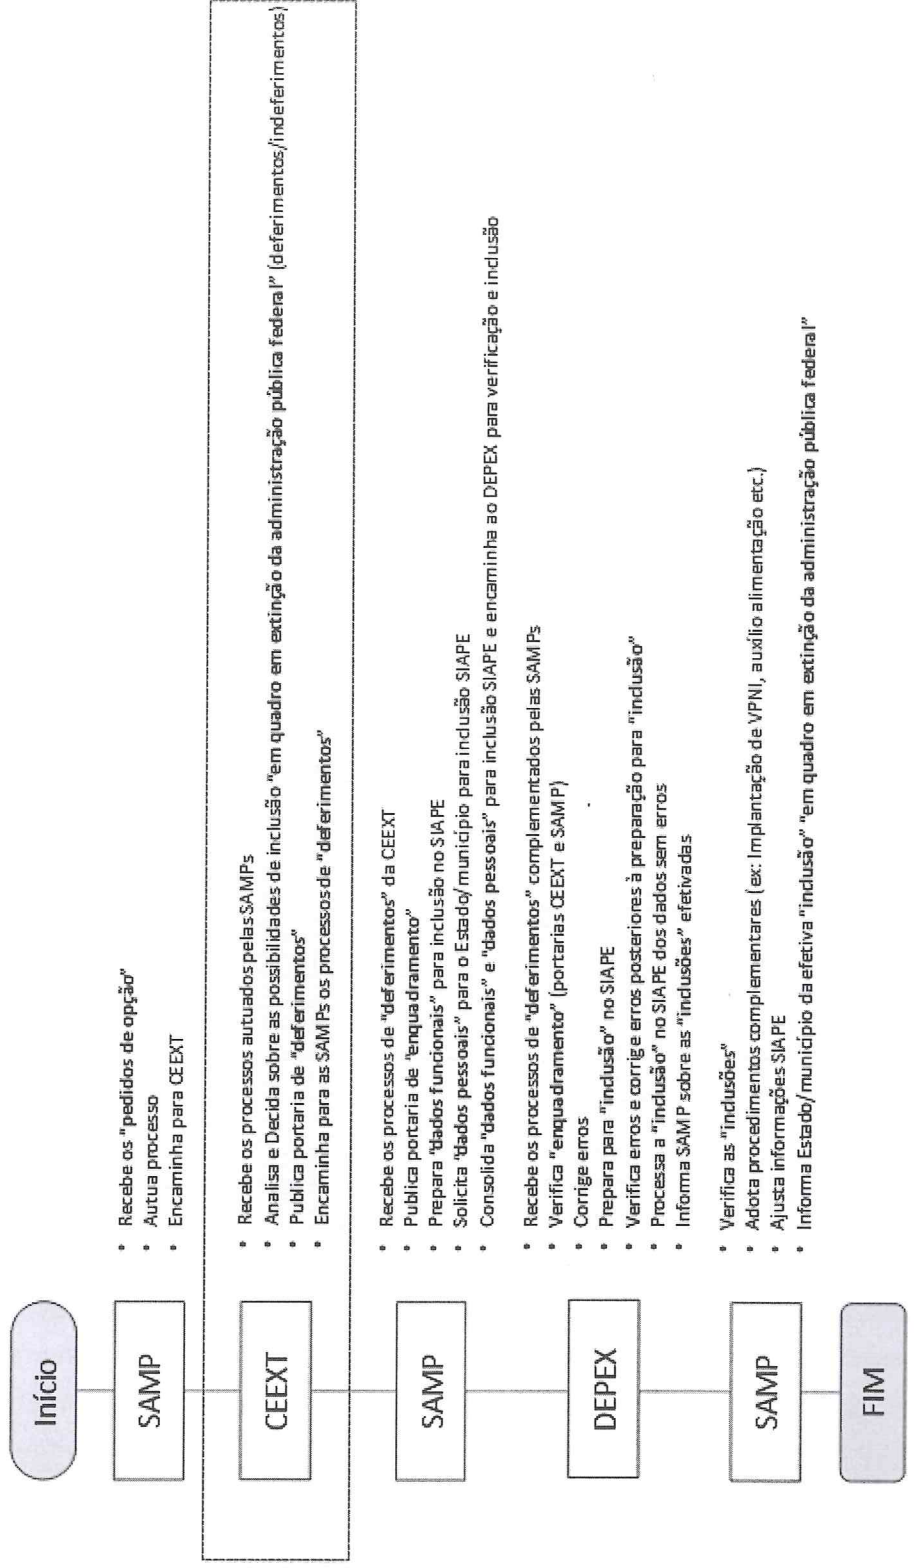 Início
SAMP
• Recebe os "pedidos de opção"
• Autua processo
• Encaminha para CEEXT
CEEXT
• Recebe os processos autuados pelas SAMPs
• Analisa e Decida sobre as possibilidades de inclusão "em quadro em extinção da administração pública federal" (deferimentos/indeferimentos)
• Publica portaria de "deferimentos"
• Encaminha para as SAMPs os processos de "deferimentos"
SAMP
• Recebe os processos de "deferimentos" da CEEXT
• Publica portaria de "enquadramento"
• Prepara "dados funcionais" para inclusão no SIAPE
• Solicita "dados pessoais" para o Estado/município para inclusão SIAPE
• Consolida "dados funcionais" e "dados pessoais" para inclusão SIAPE e encaminha ao DEPEX para verificação e inclusão
DEPEX
• Recebe os processos de "deferimentos" complementados pelas SAMPs
• Verifica "enquadramento" (portarias CEEXT e SAMP)
• Corrige erros
• Prepara para "inclusão" no SIAPE
• Verifica erros e corrige erros posteriores à preparação para "inclusão"
• Processa a "inclusão" no SIAPE dos dados sem erros
• Informa SAMP sobre as "inclusões" efetivadas
SAMP
• Verifica as "inclusões"
• Adota procedimentos complementares (ex: Implantação de VPNI, auxílio alimentação etc.)
• Ajusta informações SIAPE
• Informa Estado/município da efetiva "inclusão" "em quadro em extinção da administração pública federal"
FIM